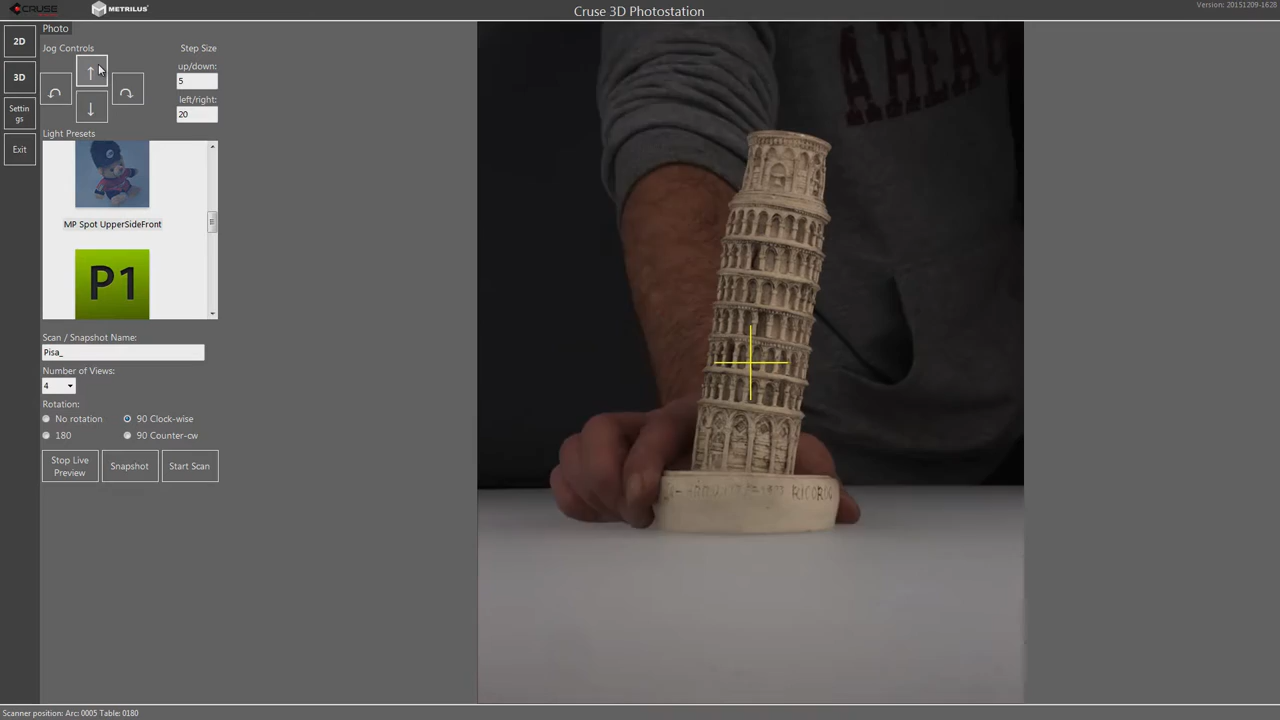 CRUSE
METRILUS®
Cruse 3D Photostation
Version: 20151209-1628
2D
3D
Settin
gs
Exit
Photo
Jog Controls
Step Size
up/down:
5
left/right:
20
Light Presets
MP Spot UpperSideFront
P1
Scan / Snapshot Name:
Pisa_
Number of Views:
4
Rotation:
No rotation
90 Clock-wise
180
90 Counter-cw
Stop Live
Preview
Snapshot
Start Scan
Scanner position: Arc: 0005 Table: 0180